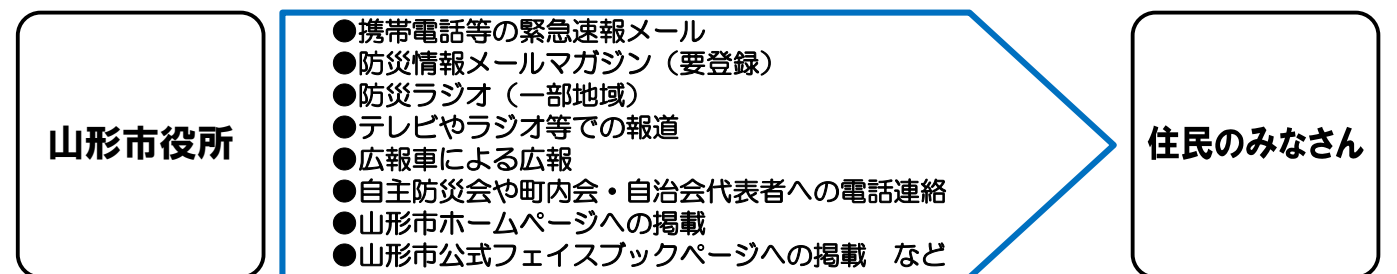 山形市役所
●携帯電話等の緊急速報メール
●防災情報メールマガジン（要登録）
●防災ラジオ（一部地域）
●テレビやラジオ等での報道
●広報車による広報
●自主防災会や町内会・自治会代表者への電話連絡
●山形市ホームページへの掲載
●山形市公式フェイスブックページへの掲載　など
住民のみなさん